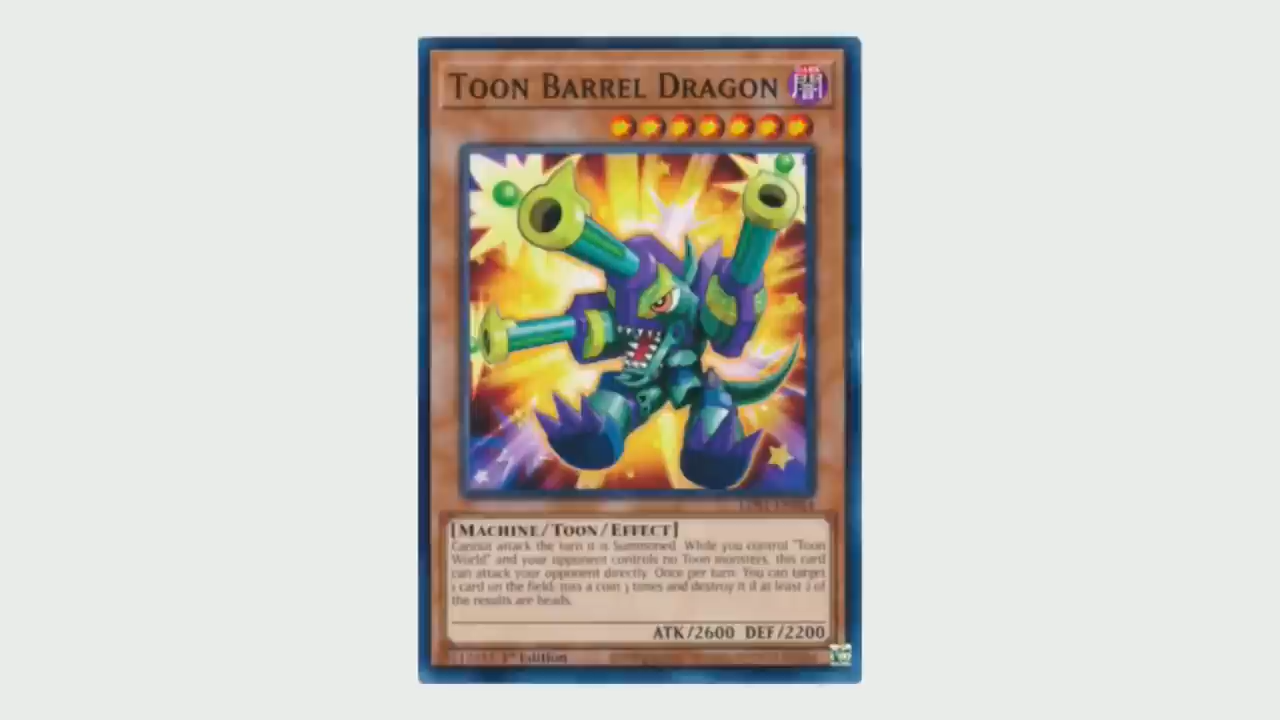 TOON BARREL DRAGON
闇
[MACHINE/TOON/EFFECT]
Cannot attack the turn it is Summoned. While you control "Toon
World" and your opponent controls no Toon monsters, this card
can attack your opponent directly. Once per turn: You can target
1 card on the field; toss a coin 3 times and destroy it if at least 2 of
the results are heads.
ATK/2600 DEF/2200
1st Edition